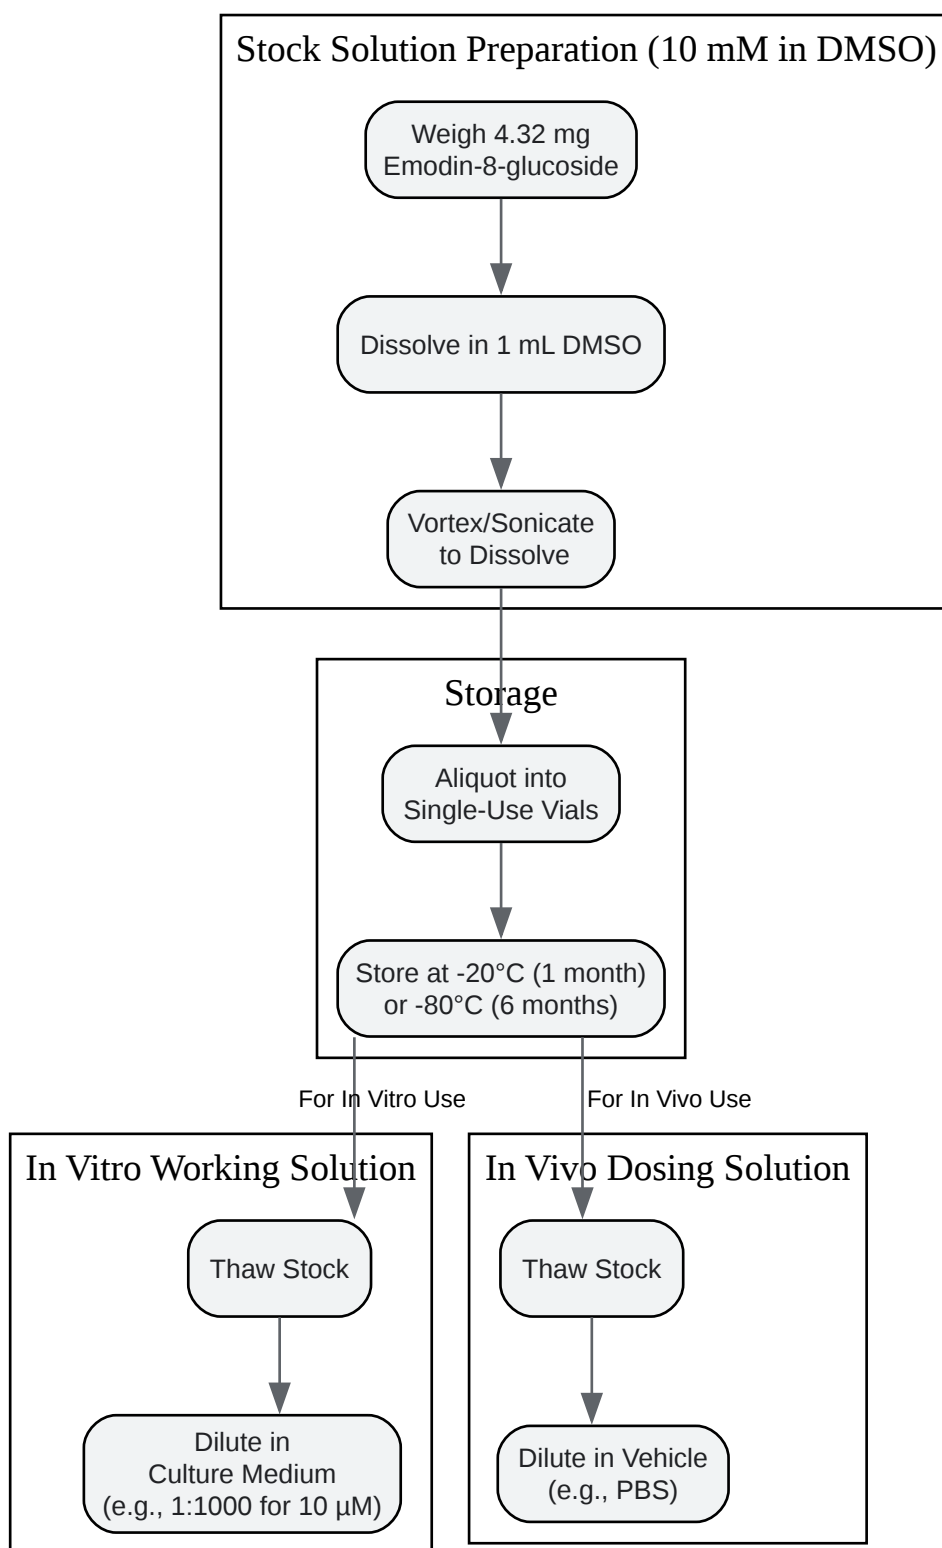 Stock Solution Preparation (10 mM in DMSO)
Weigh 4.32 mg
Emodin-8-glucoside
Dissolve in 1 mL DMSO
Vortex/Sonicate
to Dissolve
Storage
Aliquot into
Single-Use Vials
Store at -20°C (1 month)
or -80°C (6 months)
For In Vitro Use
For In Vivo Use
In Vitro Working Solution
Thaw Stock
Dilute in
Culture Medium
(e.g., 1:1000 for 10 µM)
In Vivo Dosing Solution
Thaw Stock
Dilute in Vehicle
(e.g., PBS)